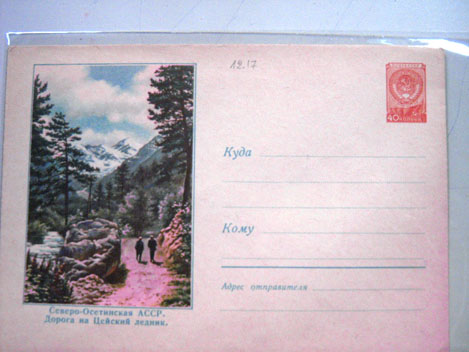 12.17
40 КОПЕЕК
Куда
Кому
Адрес отправителя
Северо-Осетинская АССР.
Дорога на Цейский ледник.